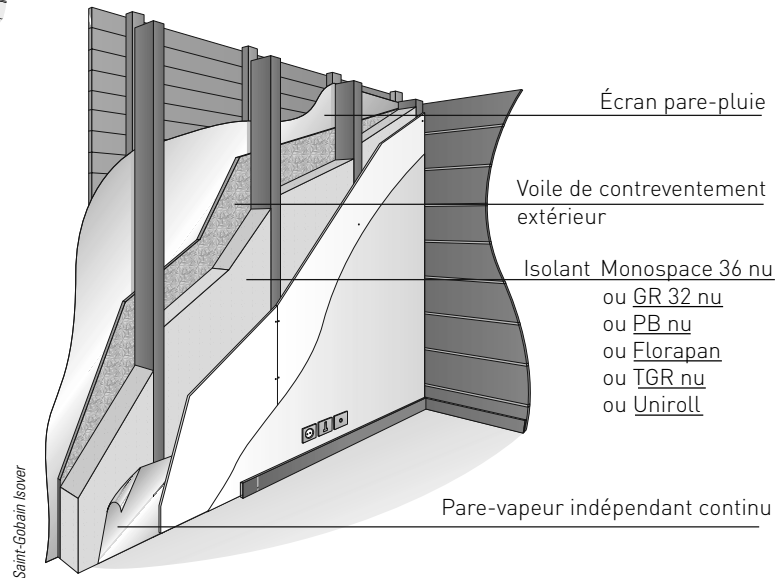 Écran pare-pluie
Voile de contreventement
extérieur
Isolant Monospace 36 nu
ou GR 32 nu
ou PB nu
ou Florapan
ou TGR nu
ou Uniroll
Pare-vapeur indépendant continu
Saint-Gobain Isover